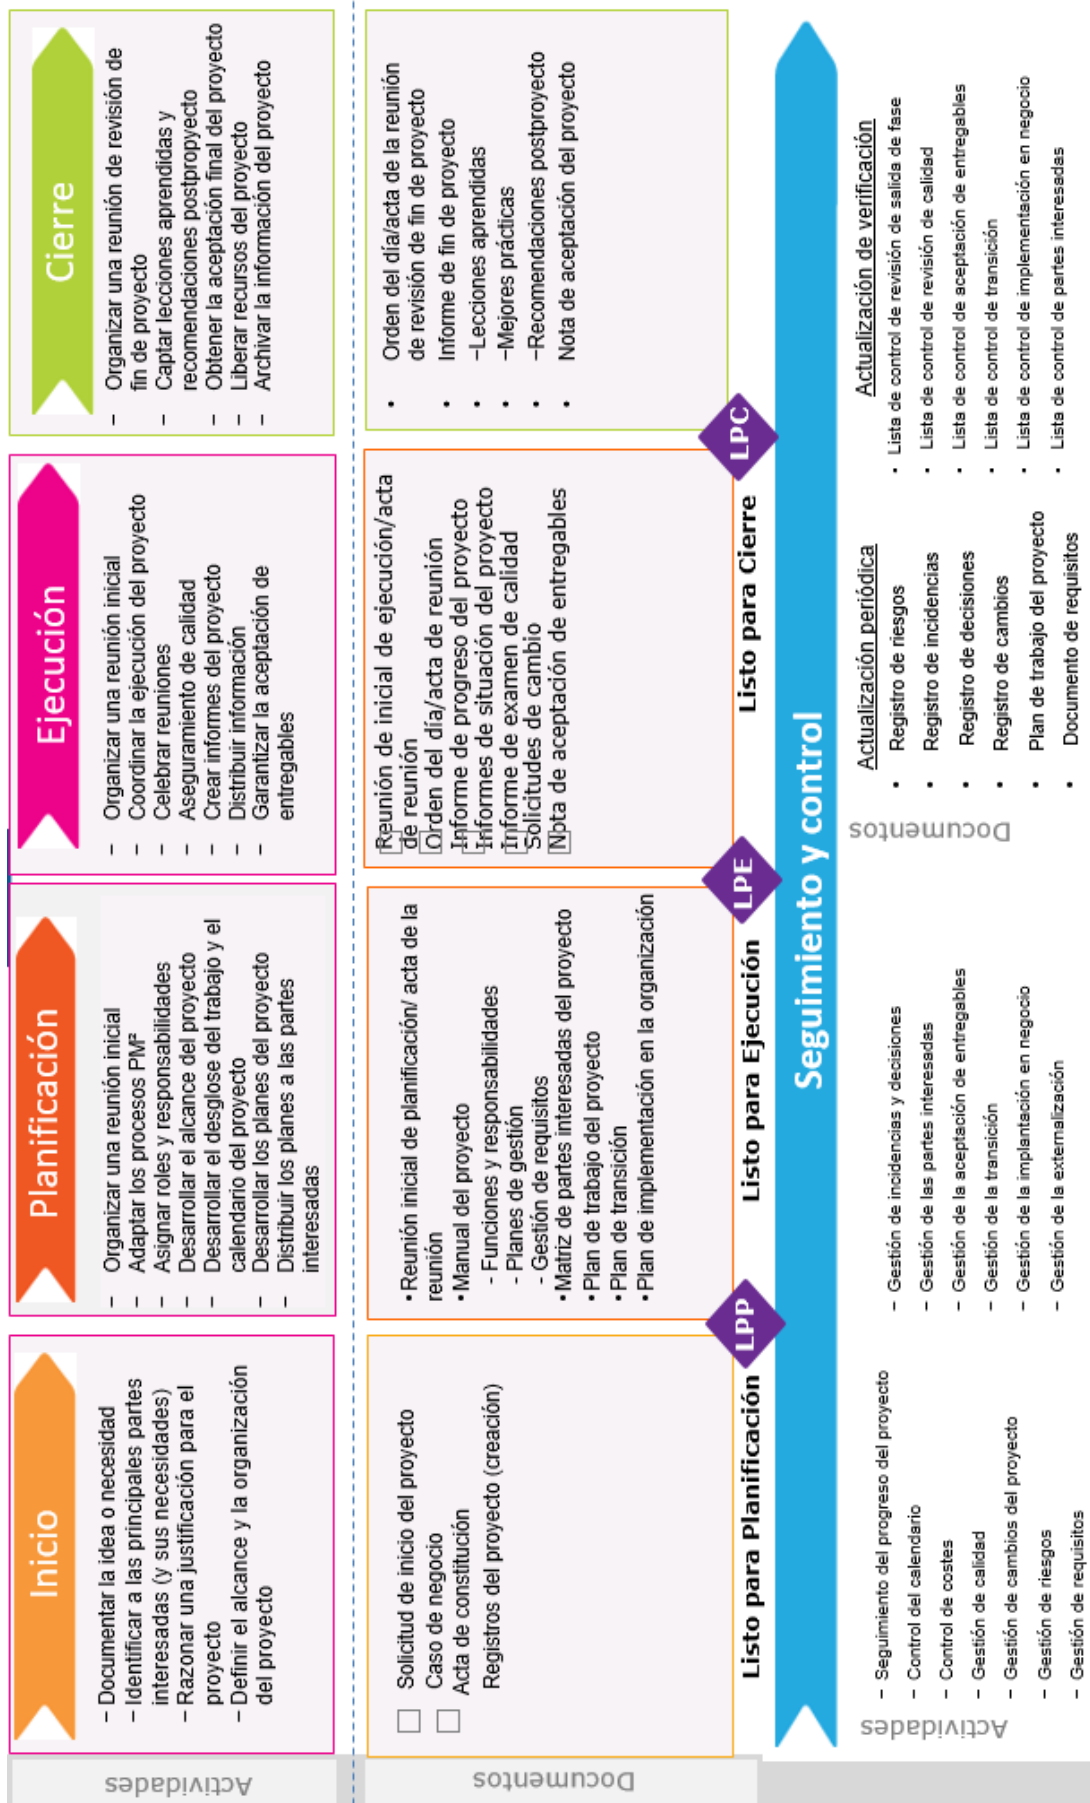 Inicio
– Documentar la idea o necesidad
– Identificar a las principales partes
interesadas (y sus necesidades)
– Razonar una justificación para el
proyecto
– Definir el alcance y la organización
del proyecto
Planificación
– Organizar una reunión inicial
– Adaptar los procesos PM²
– Asignar roles y responsabilidades
– Desarrollar el alcance del proyecto
– Desarrollar el desglose del trabajo y el
calendario del proyecto
– Desarrollar los planes del proyecto
– Distribuir los planes a las partes
interesadas
Ejecución
– Organizar una reunión inicial
– Coordinar la ejecución del proyecto
– Celebrar reuniones
– Aseguramiento de calidad
– Crear informes del proyecto
– Distribuir información
– Garantizar la aceptación de
entregables
Cierre
– Organizar una reunión de revisión de
fin de proyecto
– Captar lecciones aprendidas y
recomendaciones postpropyecto
– Obtener la aceptación final del proyecto
– Liberar recursos del proyecto
– Archivar la información del proyecto
Actividades
Documentos
Solicitud de inicio del proyecto
Caso de negocio
Acta de constitución
Registros del proyecto (creación)
• Reunión inicial de planificación/ acta de la
reunión
• Manual del proyecto
- Funciones y responsabilidades
- Planes de gestión
- Gestión de requisitos
• Matriz de partes interesadas del proyecto
• Plan de trabajo del proyecto
• Plan de transición
• Plan de implementación en la organización
Reunión de inicial de ejecución/acta
de reunión
Orden del día/acta de reunión
Informe de progreso del proyecto
Informes de situación del proyecto
Informe de examen de calidad
Solicitudes de cambio
Nota de aceptación de entregables
• Orden del día/acta de la reunión
de revisión de fin de proyecto
• Informe de fin de proyecto
• –Lecciones aprendidas
• –Mejores prácticas
• –Recomendaciones postproyecto
• Nota de aceptación del proyecto
Listo para Planificación
LPP
Listo para Ejecución
LPE
Listo para Cierre
LPC
Seguimiento y control
Actividades
– Seguimiento del progreso del proyecto
– Control del calendario
– Control de costes
– Gestión de calidad
– Gestión de cambios del proyecto
– Gestión de riesgos
– Gestión de requisitos
– Gestión de incidencias y decisiones
– Gestión de las partes interesadas
– Gestión de la aceptación de entregables
– Gestión de la transición
– Gestión de la implantación en negocio
– Gestión de la externalización
Documentos
Actualización periódica
• Registro de riesgos
• Registro de incidencias
• Registro de decisiones
• Registro de cambios
• Plan de trabajo del proyecto
• Documento de requisitos
Actualización de verificación
• Lista de control de revisión de salida de fase
• Lista de control de revisión de calidad
• Lista de control de aceptación de entregables
• Lista de control de transición
• Lista de control de implementación en negocio
• Lista de control de partes interesadas